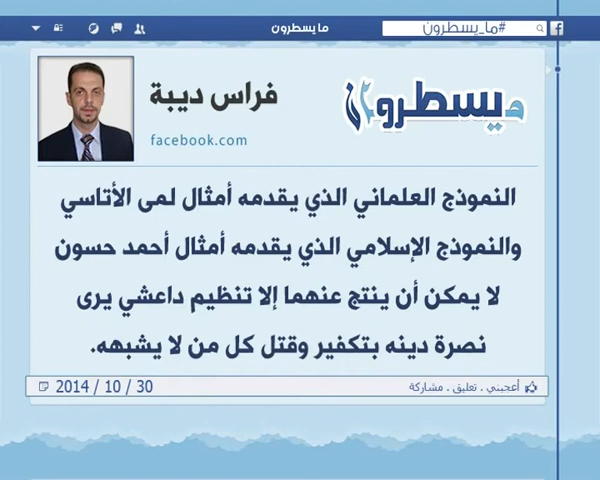 #ما_يسطرون
ما يسطرون
ما يسطرون
فراس ديبة
facebook.com
النموذج العلماني الذي يقدمه أمثال لمى الأتاسي
والنموذج الإسلامي الذي يقدمه أمثال أحمد حسون
لا يمكن أن ينتج عنهما إلا تنظيم داعشي يرى
نصرة دينه بتكفير وقتل كل من لا يشبهه.
أعجبني . تعليق . مشاركة
30 / 10 / 2014